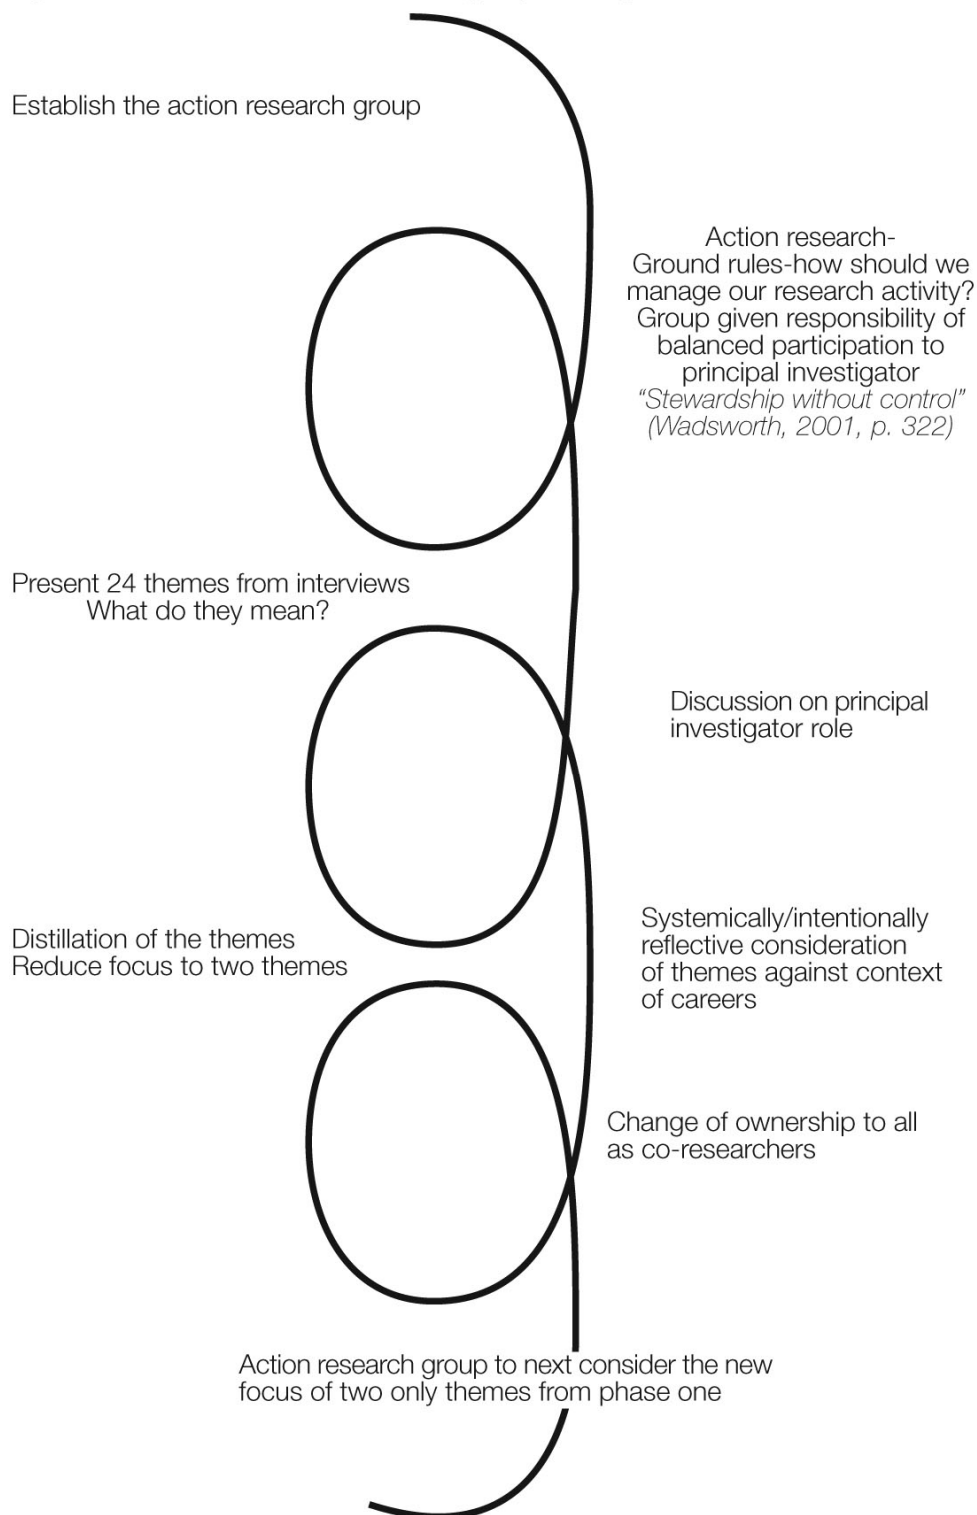 Establish the action research group
Action research-
Ground rules-how should we
manage our research activity?
Group given responsibility of
balanced participation to
principal investigator
“Stewardship without control”
(Wadsworth, 2001, p. 322)
Present 24 themes from interviews
What do they mean?
Discussion on principal
investigator role
Distillation of the themes
Reduce focus to two themes
Systemically/intentionally
reflective consideration
of themes against context
of careers
Change of ownership to all
as co-researchers
Action research group to next consider the new
focus of two only themes from phase one